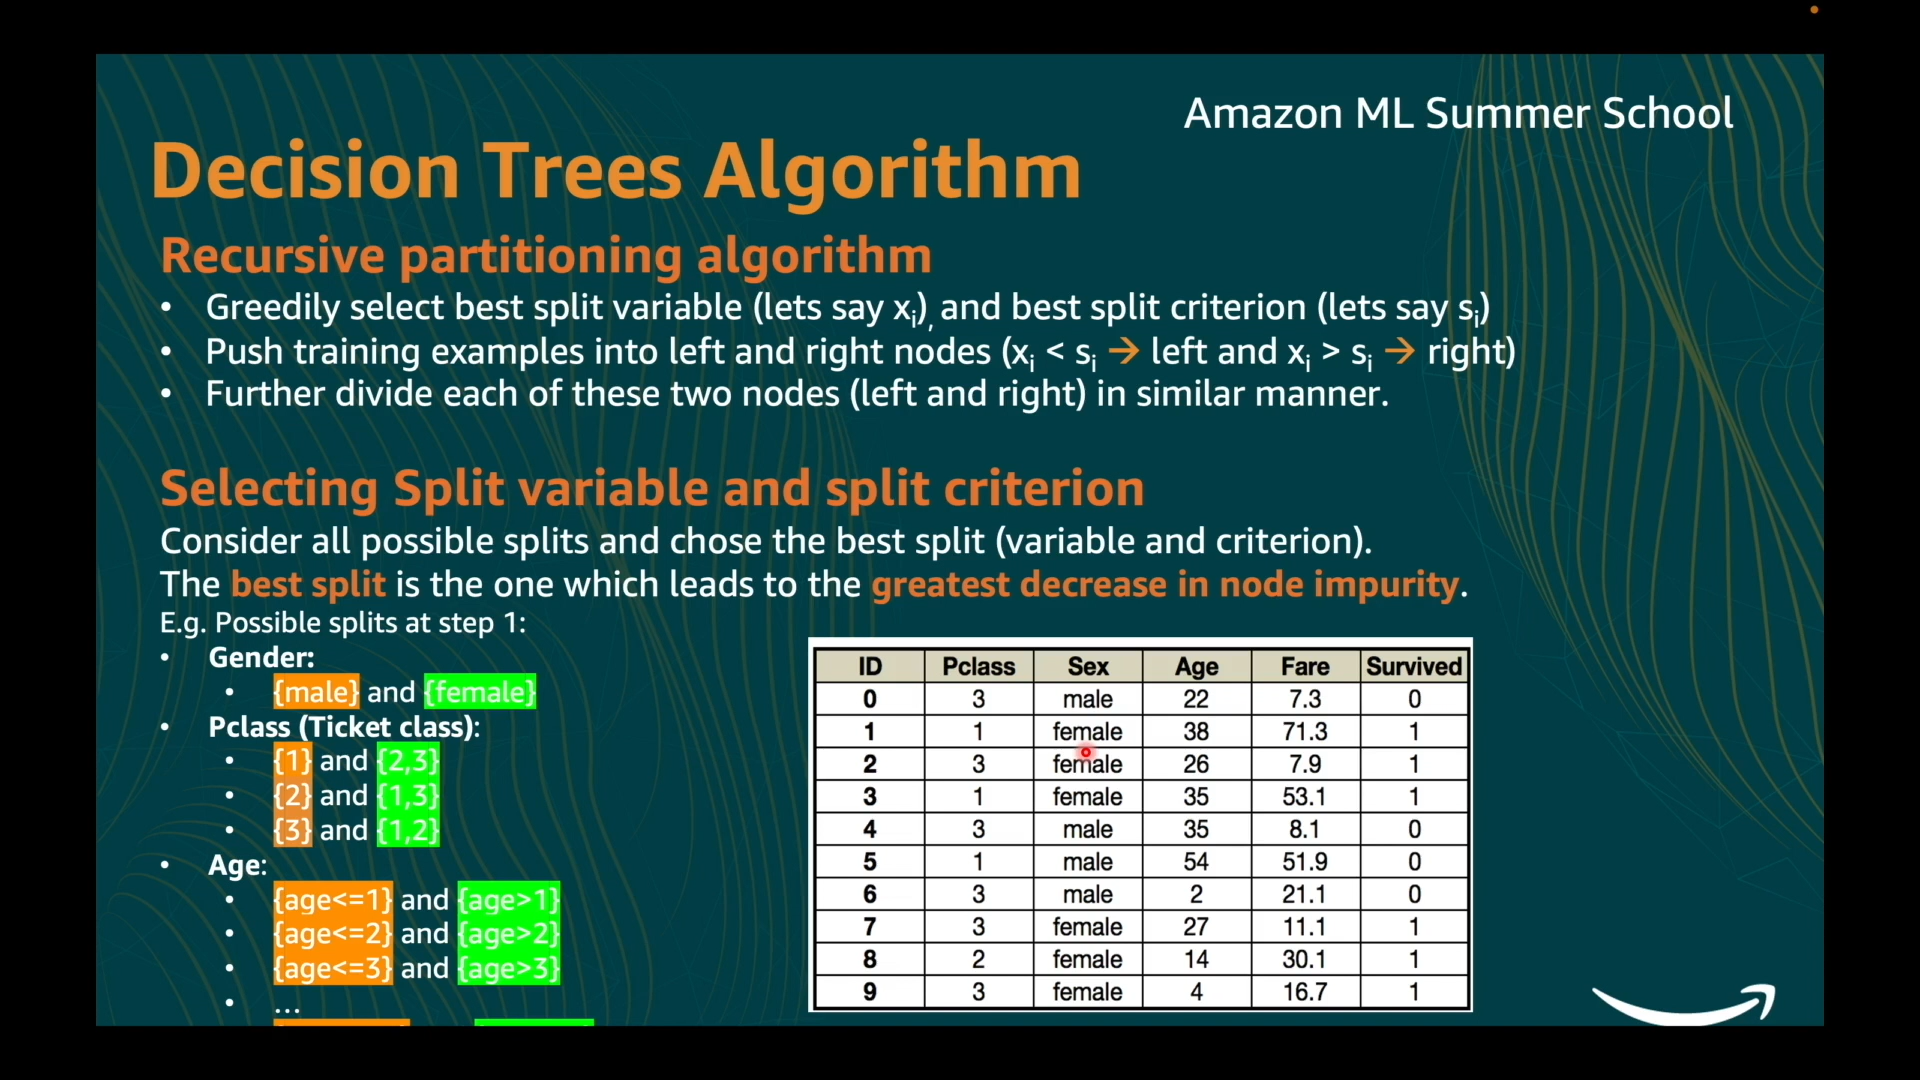 Amazon ML Summer School
Decision Trees Algorithm
Recursive partitioning algorithm
• Greedily select best split variable (lets say xi), and best split criterion (lets say si)
• Push training examples into left and right nodes (xi < si → left and xi > si → right)
• Further divide each of these two nodes (left and right) in similar manner.
Selecting Split variable and split criterion
Consider all possible splits and chose the best split (variable and criterion).
The best split is the one which leads to the greatest decrease in node impurity.
E.g. Possible splits at step 1:
• Gender:
• {male} and {female}
• Pclass (Ticket class):
• {1} and {2,3}
• {2} and {1,3}
• {3} and {1,2}
• Age:
• {age<=1} and {age>1}
• {age<=2} and {age>2}
• {age<=3} and {age>3}
• ...
ID Pclass Sex Age Fare Survived
0 3 male 22 7.3 0
1 1 female 38 71.3 1
2 3 female 26 7.9 1
3 1 female 35 53.1 1
4 3 male 35 8.1 0
5 1 male 54 51.9 0
6 3 male 2 21.1 0
7 3 female 27 11.1 1
8 2 female 14 30.1 1
9 3 female 4 16.7 1